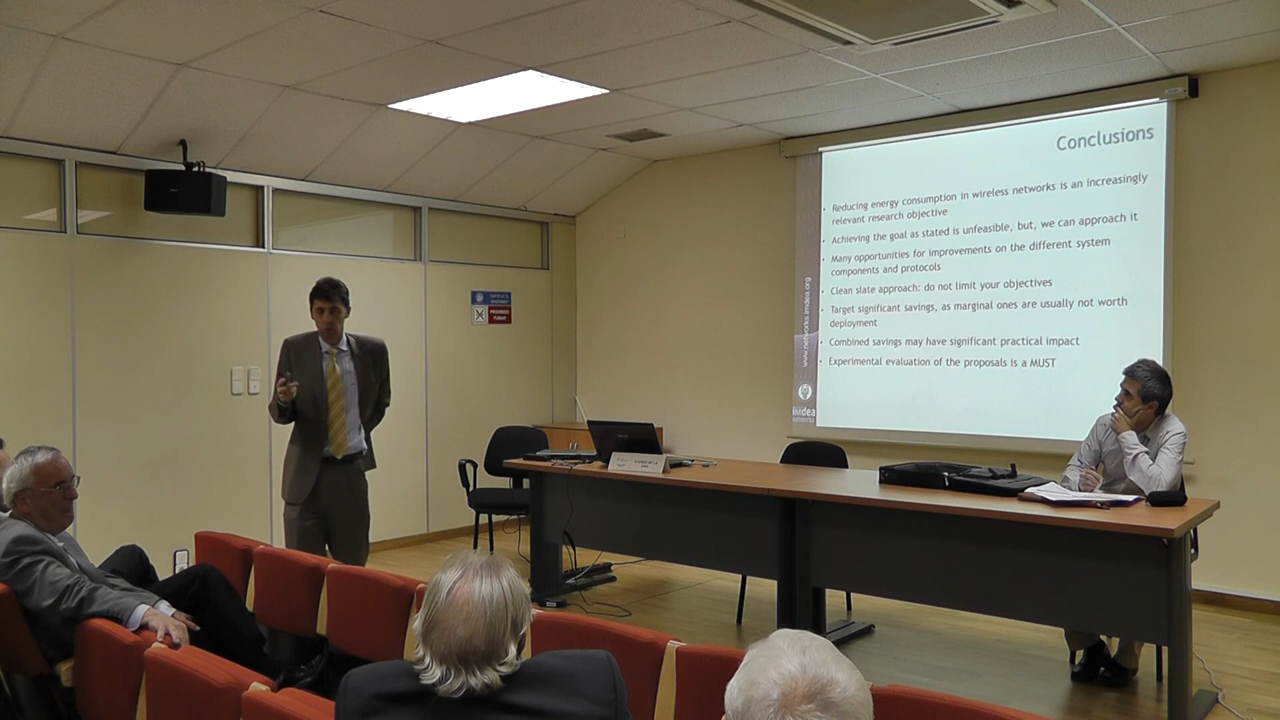 Conclusions
Reducing energy consumption in wireless networks is an increasingly
relevant research objective
Achieving the goal as stated is unfeasible, but, we can approach it
Many opportunities for improvements on the different system
components and protocols
Clean slate approach: do not limit your objectives
Target significant savings, as marginal ones are usually not worth
deployment
Combined savings may have significant practical impact
Experimental evaluation of the proposals is a MUST
www.networks.imdea.org
imdea
networks
PROHIBIDO
FUMAR